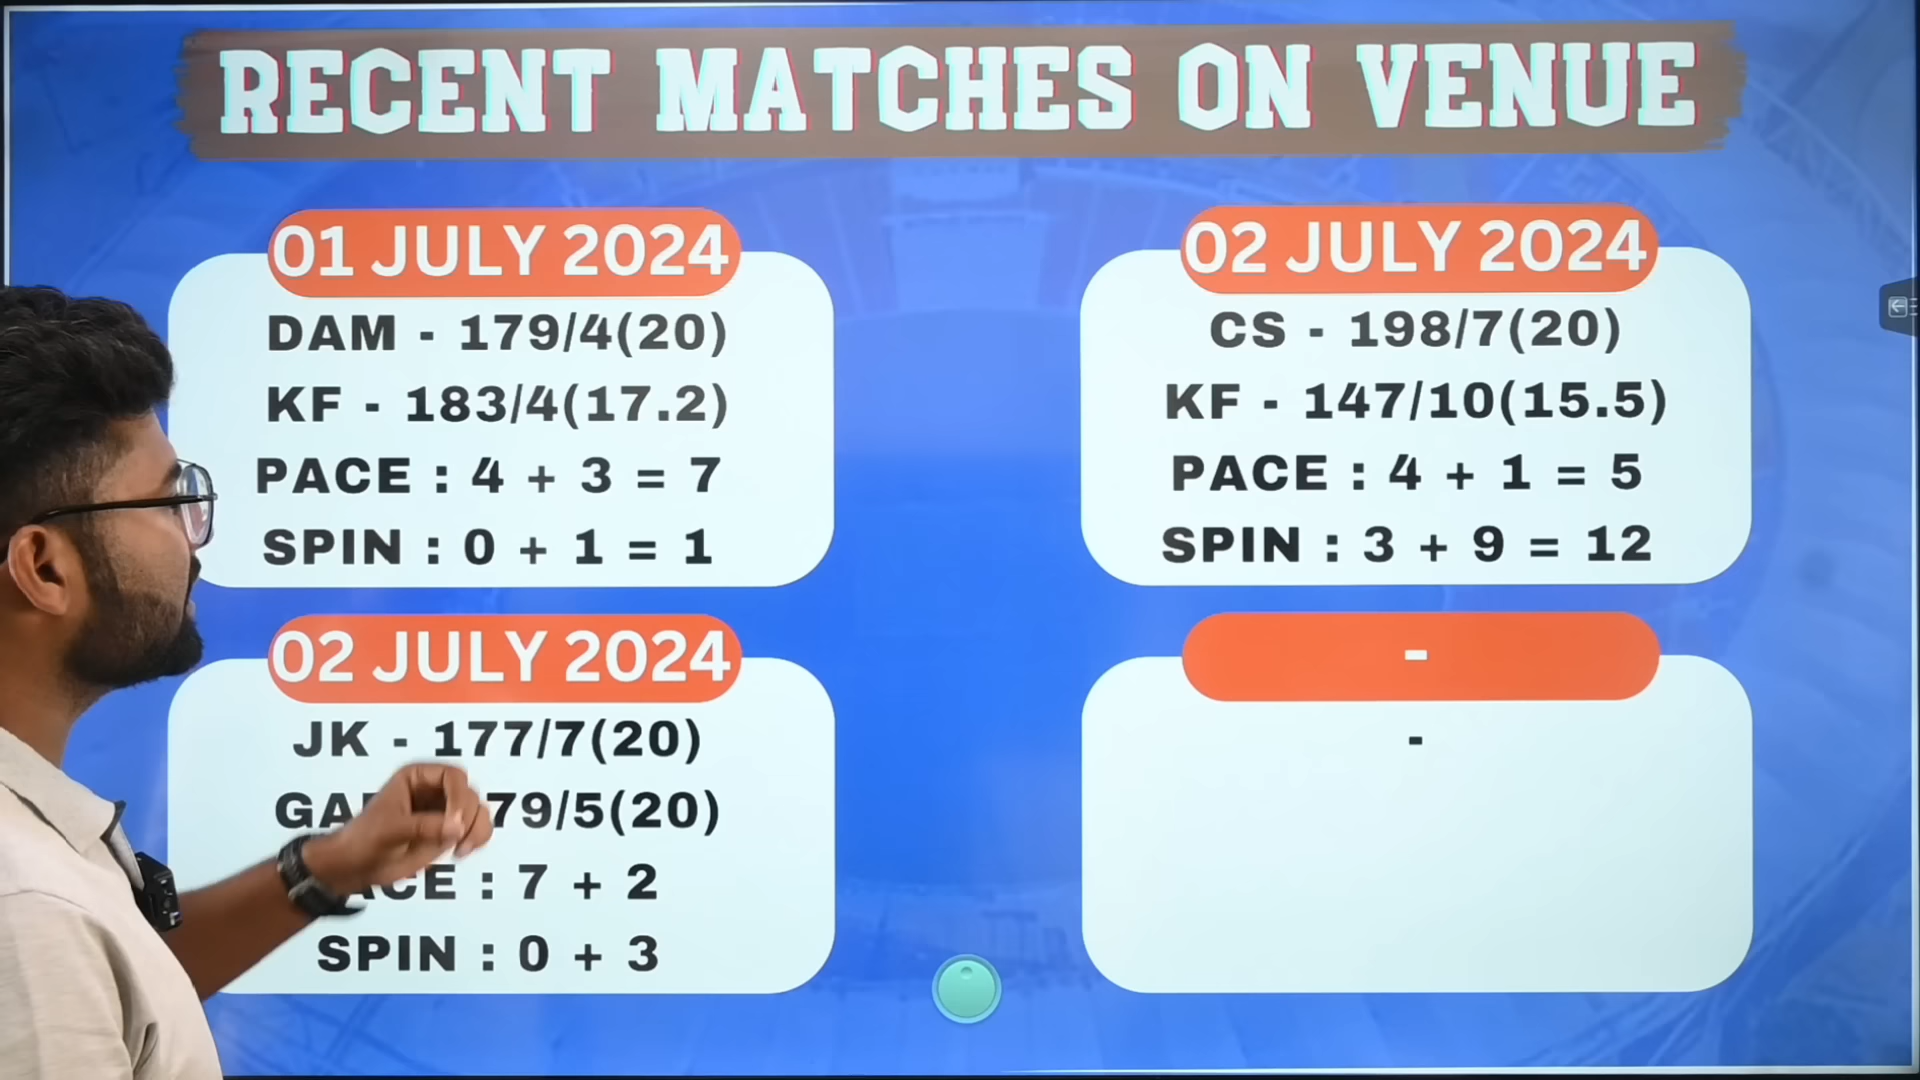 RECENT MATCHES ON VENUE
01 JULY 2024
DAM - 179/4(20)
KF - 183/4(17.2)
PACE : 4 + 3 = 7
SPIN : 0 + 1 = 1
02 JULY 2024
CS - 198/7(20)
KF - 147/10(15.5)
PACE : 4 + 1 = 5
SPIN : 3 + 9 = 12
02 JULY 2024
JK - 177/7(20)
79/5(20)
: 7 + 2
SPIN : 0 + 3
-
-